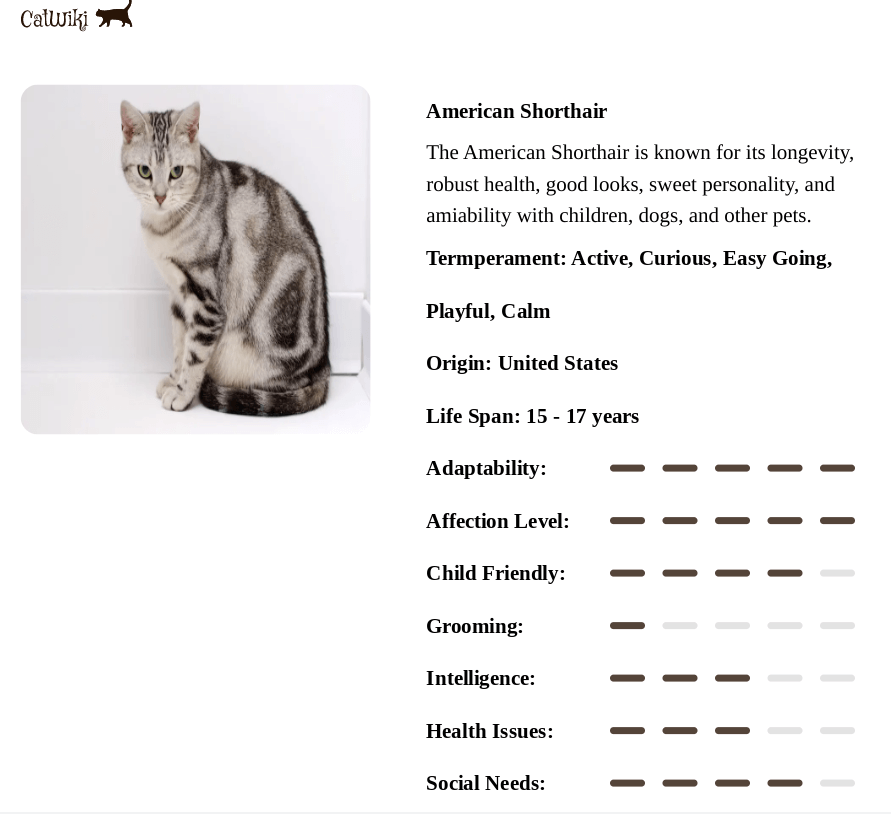 CatWiki
American Shorthair
The American Shorthair is known for its longevity,
robust health, good looks, sweet personality, and
amiability with children, dogs, and other pets.
Termperament: Active, Curious, Easy Going,
Playful, Calm
Origin: United States
Life Span: 15 - 17 years
Adaptability:
Affection Level:
Child Friendly:
Grooming:
Intelligence:
Health Issues:
Social Needs: